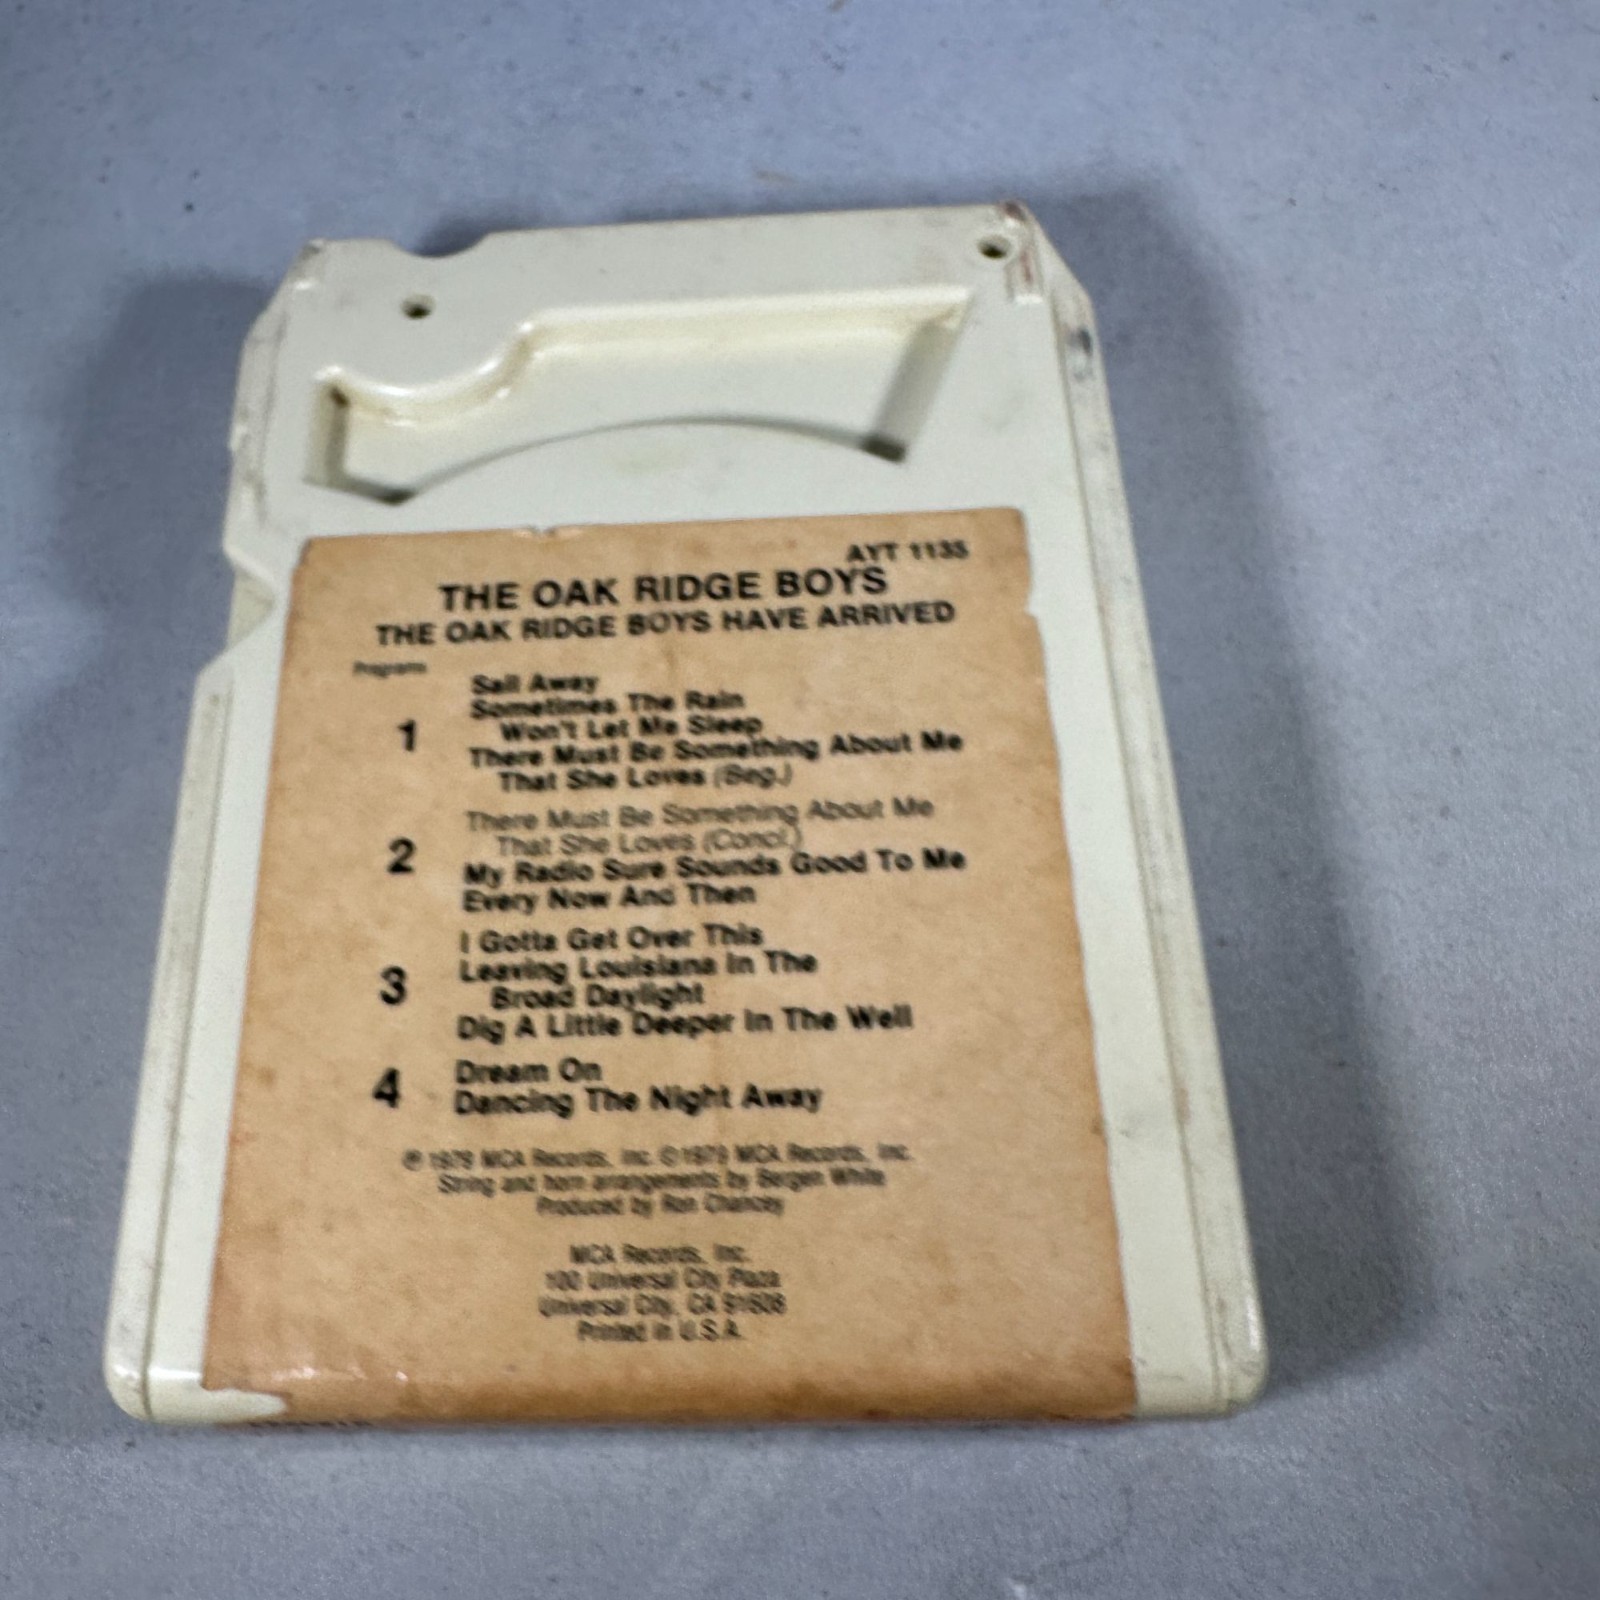 AYT 1135
THE OAK RIDGE BOYS
THE OAK RIDGE BOYS HAVE ARRIVED
Programs
1
Sail Away
Sometimes The Rain
Won't Let Me Sleep
There Must Be Something About Me
That She Loves (Beg.)
2
There Must Be Something About Me
That She Loves (Concl.)
My Radio Sure Sounds Good To Me
Every Now And Then
3
I Gotta Get Over This
Leaving Louisiana In The
Broad Daylight
Dig A Little Deeper In The Well
4
Dream On
Dancing The Night Away
℗ 1979 MCA Records, Inc. ©1979 MCA Records, Inc.
String and horn arrangements by Bergen White
Produced by Ron Chancey
MCA Records, Inc.
100 Universal City Plaza
Universal City, CA 91608
Printed in U.S.A.